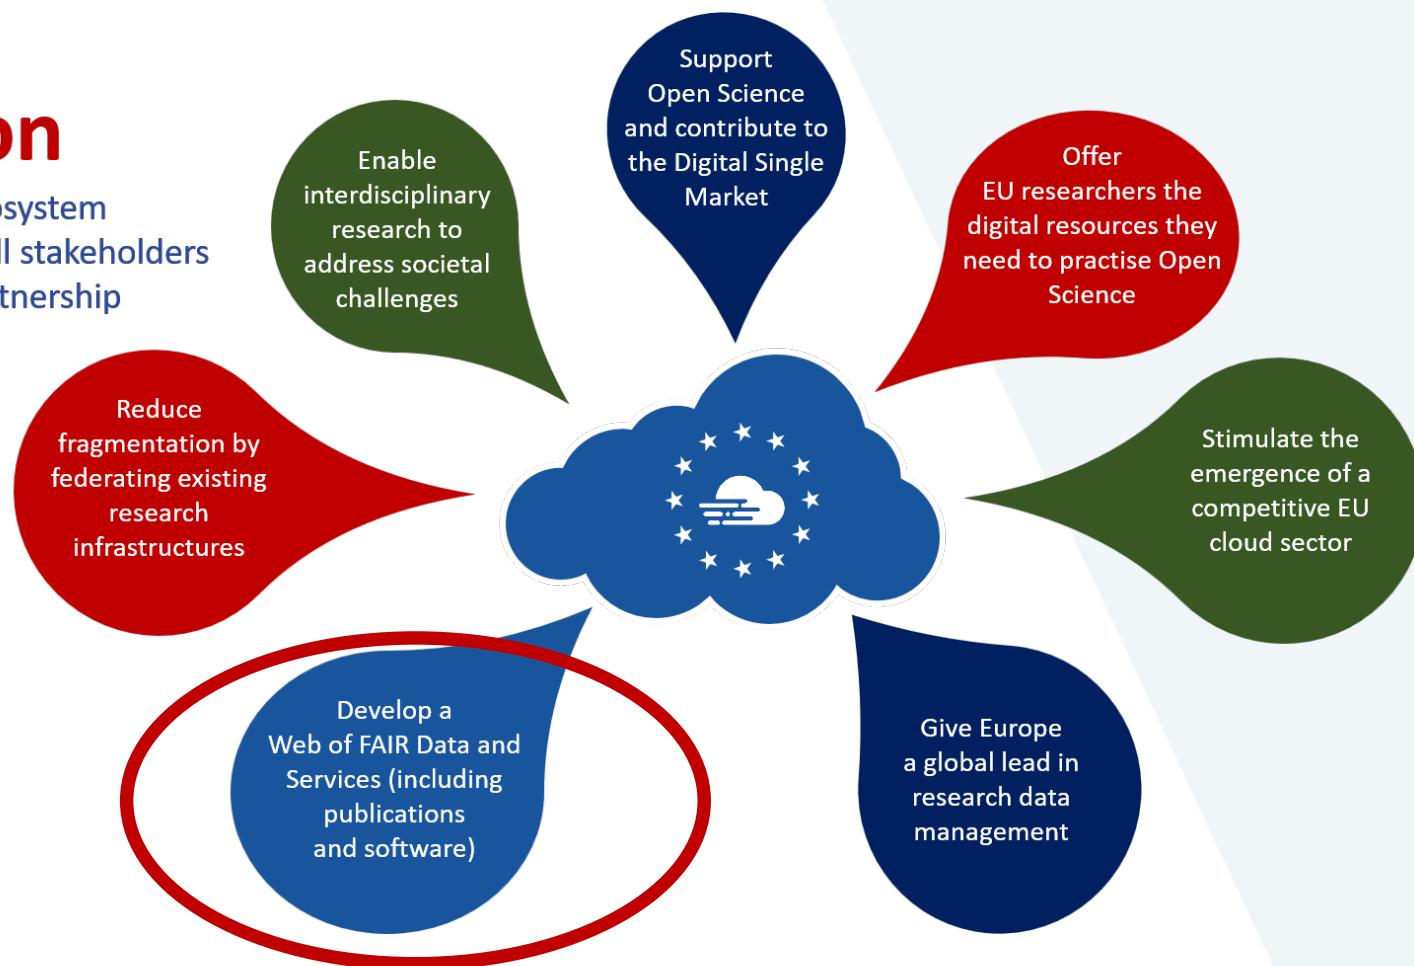 on
osystem
ll stakeholders
tnership
Support
Open Science
and contribute to
the Digital Single
Market
Enable
interdisciplinary
research to
address societal
challenges
Offer
EU researchers the
digital resources they
need to practise Open
Science
Reduce
fragmentation by
federating existing
research
infrastructures
Stimulate the
emergence of a
competitive EU
cloud sector
Develop a
Web of FAIR Data and
Services (including
publications
and software)
Give Europe
a global lead in
research data
management